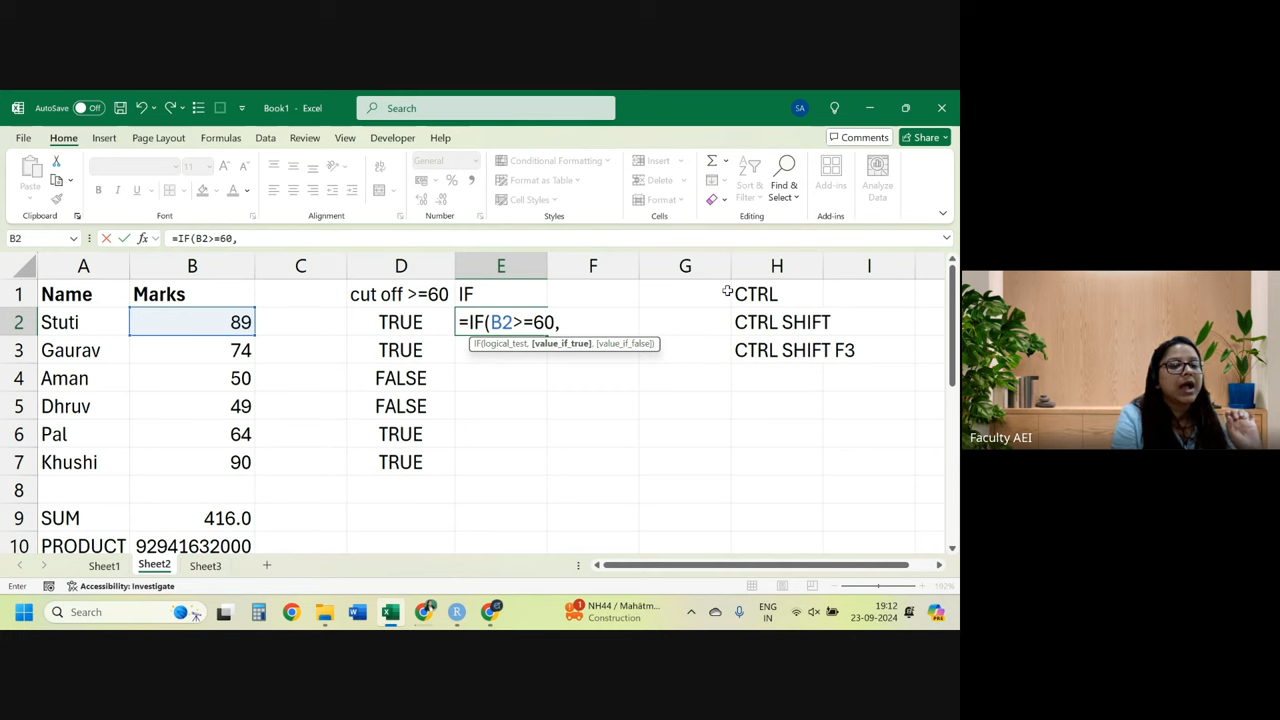 AutoSave Off Book1 - Excel Search SA
File Home Insert Page Layout Formulas Data Review View Developer Help Comments Share
Paste
11
B I U
General
Conditional Formatting
Format as Table
Cell Styles
Insert
Delete
Format
Sort & Filter
Find & Select
Add-ins
Analyze Data
Clipboard Font Alignment Number Styles Cells Editing Add-ins
B2 fx =IF(B2>=60,
A B C D E F G H I
1 Name Marks cut off >=60 IF CTRL
2 Stuti 89 TRUE =IF(B2>=60, CTRL SHIFT
IF(logical_test, [value_if_true], [value_if_false])
3 Gaurav 74 TRUE CTRL SHIFT F3
4 Aman 50 FALSE
5 Dhruv 49 FALSE
6 Pal 64 TRUE
7 Khushi 90 TRUE
8
9 SUM 416.0
10 PRODUCT 92941632000
Sheet1 Sheet2 Sheet3
Enter Accessibility: Investigate 192%
Search
1 NH44 / Mahātm...
Construction
ENG
IN
19:12
23-09-2024
Faculty AEI